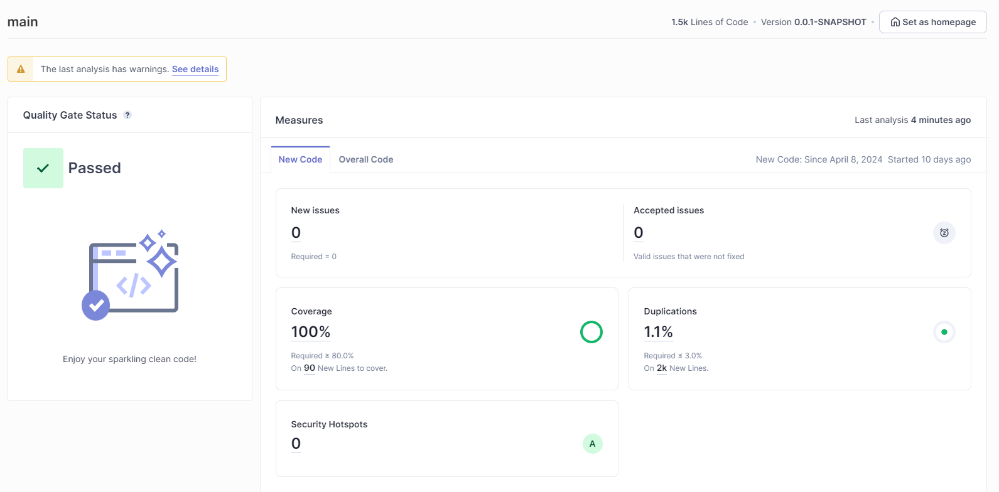 main
1.5k Lines of Code • Version 0.0.1-SNAPSHOT •
Set as homepage
The last analysis has warnings. See details
Quality Gate Status ?
Passed
</>
Enjoy your sparkling clean code!
Measures
Last analysis 4 minutes ago
New Code
Overall Code
New Code: Since April 8, 2024 Started 10 days ago
New issues
0
Required = 0
Accepted issues
0
Valid issues that were not fixed
Coverage
100%
Required ≥ 80.0%
On 90 New Lines to cover.
Duplications
1.1%
Required ≤ 3.0%
On 2k New Lines.
Security Hotspots
0
A